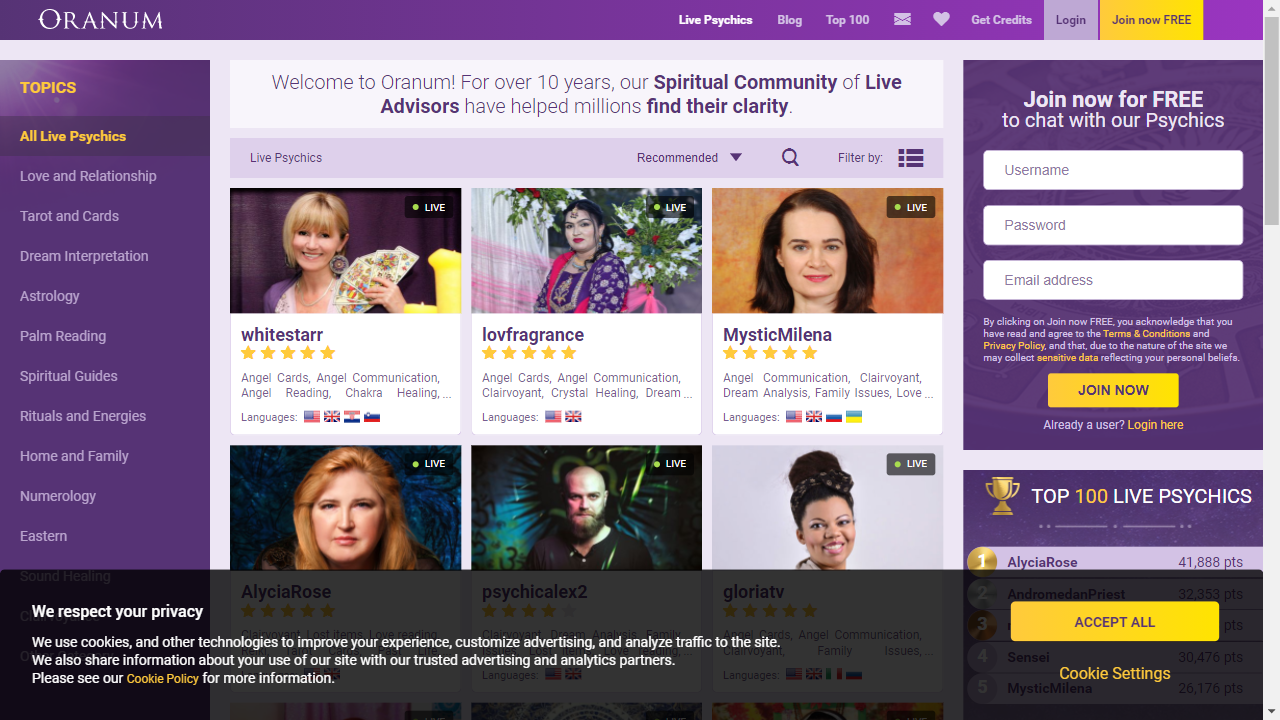 ORANUM
Live Psychics
Blog
Top 100
Get Credits
Login
Join now FREE
TOPICS
All Live Psychics
Love and Relationship
Tarot and Cards
Dream Interpretation
Astrology
Palm Reading
Spiritual Guides
Rituals and Energies
Home and Family
Numerology
Eastern
Sound Healing
Welcome to Oranum! For over 10 years, our Spiritual Community of Live
Advisors have helped millions find their clarity.
Live Psychics
Recommended
Filter by:
LIVE
whitestarr
Angel Cards, Angel Communication,
Angel Reading, Chakra Healing, ...
Languages:
LIVE
lovfragrance
Angel Cards, Angel Communication,
Clairvoyant, Crystal Healing, Dream ...
Languages:
LIVE
MysticMilena
Angel Communication, Clairvoyant,
Dream Analysis, Family Issues, Love ...
Languages:
LIVE
AlyciaRose
LIVE
psychicalex2
LIVE
gloriatv
Join now for FREE
to chat with our Psychics
Username
Password
Email address
By clicking on Join now FREE, you acknowledge that you
have read and agree to the Terms & Conditions and
Privacy Policy, and that, due to the nature of the site we
may collect sensitive data reflecting your personal beliefs.
JOIN NOW
Already a user? Login here
TOP 100 LIVE PSYCHICS
1 AlyciaRose 41,888 pts
2 AndromedanPriest 32,353 pts
3 pts
4 Sensei 30,476 pts
5 MysticMilena 26,176 pts
We respect your privacy
We use cookies, and other technologies to improve your experience, customize advertising, and analyze traffic to the site.
We also share information about your use of our site with our trusted advertising and analytics partners.
Please see our Cookie Policy for more information.
ACCEPT ALL
Cookie Settings